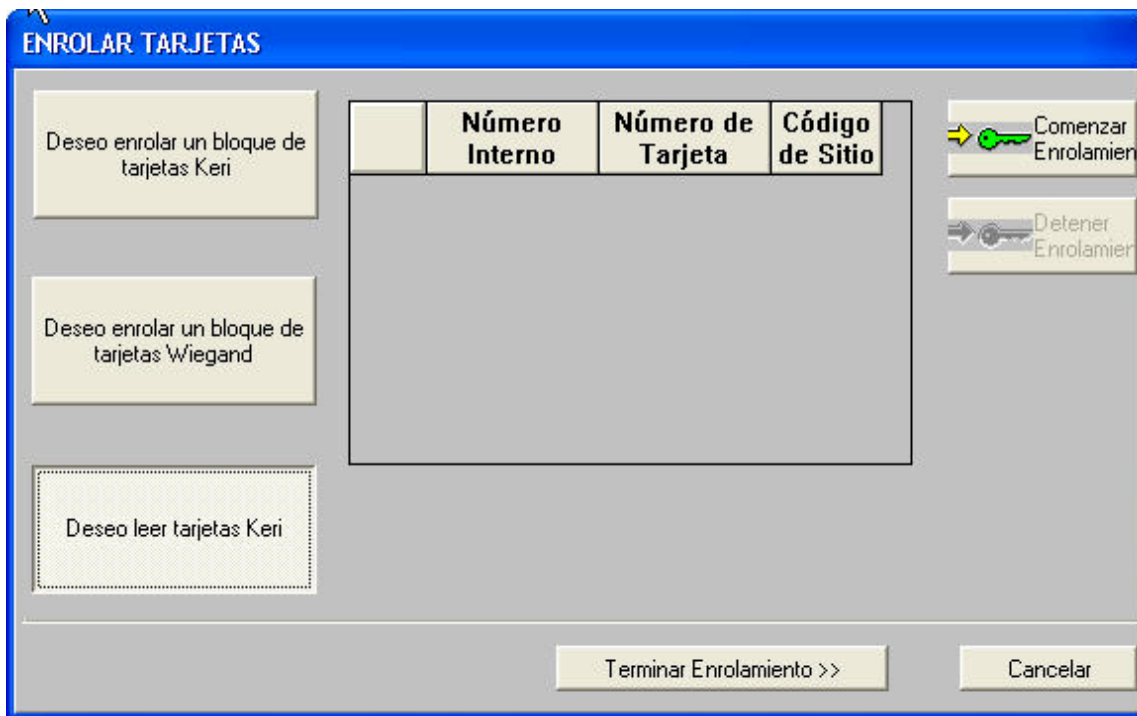 ENROLAR TARJETAS
Deseo enrolar un bloque de
tarjetas Keri
Deseo enrolar un bloque de
tarjetas Wiegand
Deseo leer tarjetas Keri
Número
Interno
Número de
Tarjeta
Código
de Sitio
Comenzar
Enrolamien
Detener
Enrolamien
Terminar Enrolamiento >>
Cancelar